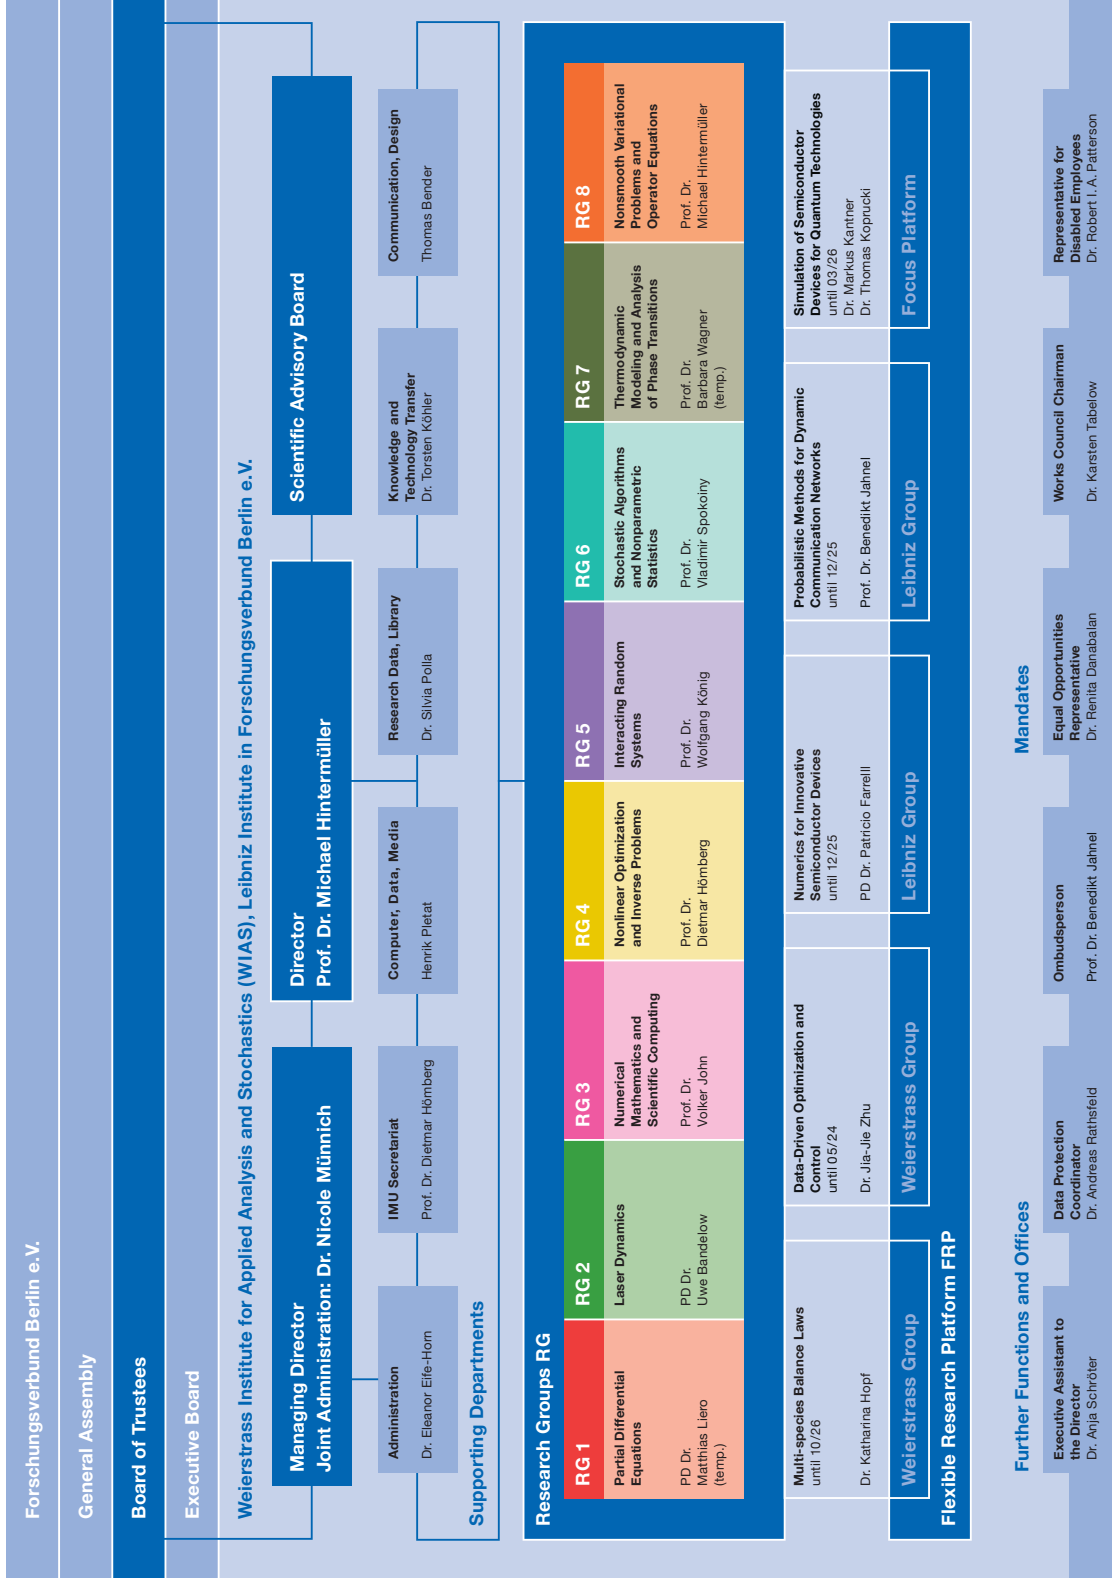 Forschungsverbund Berlin e.V.
General Assembly
Board of Trustees
Executive Board
Weierstrass Institute for Applied Analysis and Stochastics (WIAS), Leibniz Institute in Forschungsverbund Berlin e.V.
Managing Director
Joint Administration: Dr. Nicole Münnich
Director
Prof. Dr. Michael Hintermüller
Scientific Advisory Board
Administration
Dr. Eleanor Eife-Horn
IMU Secretariat
Prof. Dr. Dietmar Hömberg
Computer, Data, Media
Henrik Pletat
Research Data, Library
Dr. Silvia Polla
Knowledge and
Technology Transfer
Dr. Torsten Köhler
Communication, Design
Thomas Bender
Supporting Departments
Research Groups RG
RG 1
Partial Differential
Equations
PD Dr.
Matthias Liero
(temp.)
RG 2
Laser Dynamics
PD Dr.
Uwe Bandelow
RG 3
Numerical
Mathematics and
Scientific Computing
Prof. Dr.
Volker John
RG 4
Nonlinear Optimization
and Inverse Problems
Prof. Dr.
Dietmar Hömberg
RG 5
Interacting Random
Systems
Prof. Dr.
Wolfgang König
RG 6
Stochastic Algorithms
and Nonparametric
Statistics
Prof. Dr.
Vladimir Spokoiny
RG 7
Thermodynamic
Modeling and Analysis
of Phase Transitions
Prof. Dr.
Barbara Wagner
(temp.)
RG 8
Nonsmooth Variational
Problems and
Operator Equations
Prof. Dr.
Michael Hintermüller
Multi-species Balance Laws
until 10/26
Dr. Katharina Hopf
Weierstrass Group
Data-Driven Optimization and
Control
until 05/24
Dr. Jia-Jie Zhu
Weierstrass Group
Numerics for Innovative
Semiconductor Devices
until 12/25
PD Dr. Patricio Farrelll
Leibniz Group
Probabilistic Methods for Dynamic
Communication Networks
until 12/25
Prof. Dr. Benedikt Jahnel
Leibniz Group
Simulation of Semiconductor
Devices for Quantum Technologies
until 03/26
Dr. Markus Kantner
Dr. Thomas Koprucki
Focus Platform
Flexible Research Platform FRP
Further Functions and Offices
Mandates
Executive Assistant to
the Director
Dr. Anja Schröter
Data Protection
Coordinator
Dr. Andreas Rathsfeld
Ombudsperson
Prof. Dr. Benedikt Jahnel
Equal Opportunities
Representative
Dr. Renita Danabalan
Works Council Chairman
Dr. Karsten Tabelow
Representative for
Disabled Employees
Dr. Robert I. A. Patterson